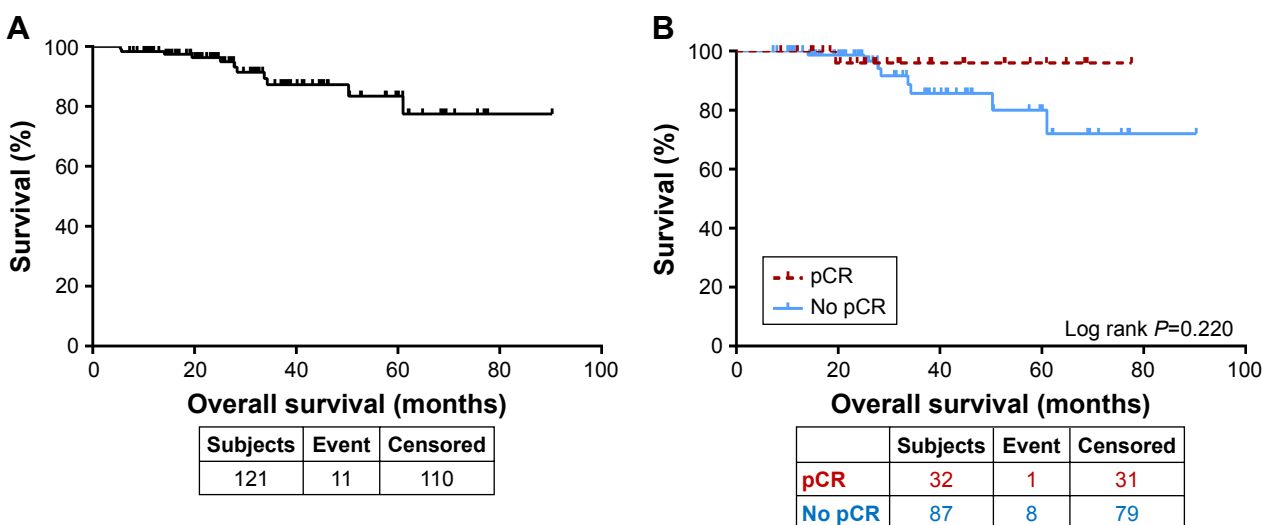 A
Survival (%)
100
80
60
40
20
0
0 20 40 60 80 100
Overall survival (months)
Subjects Event Censored
121 11 110
B
Survival (%)
100
80
60
40
20
0
pCR
No pCR
Log rank P=0.220
0 20 40 60 80 100
Overall survival (months)
Subjects Event Censored
pCR 32 1 31
No pCR 87 8 79